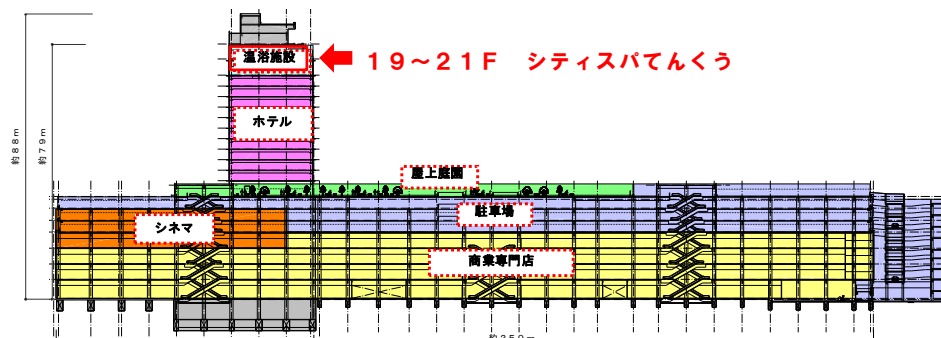 温浴施設
19～21F シティスパてんくう
ホテル
約88m
約79m
屋上庭園
駐車場
シネマ
商業専門店